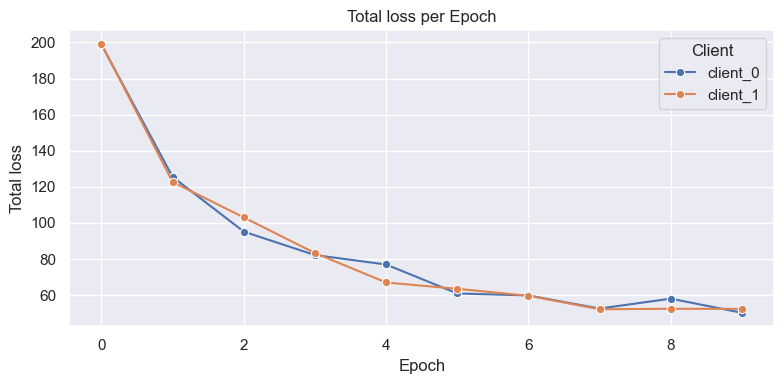 Total loss per Epoch
Total loss
200
180
160
140
120
100
80
60
0
2
4
6
8
Epoch
Client
client_0
client_1